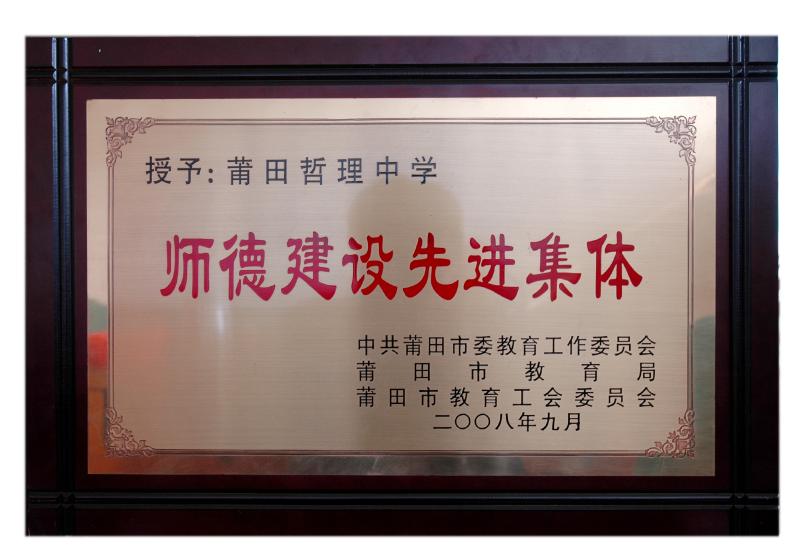 授予:莆田哲理中学
师德建设先进集体
中共莆田市委教育工作委员会
莆田市教育局
莆田市教育工会委员会
二〇〇八年九月